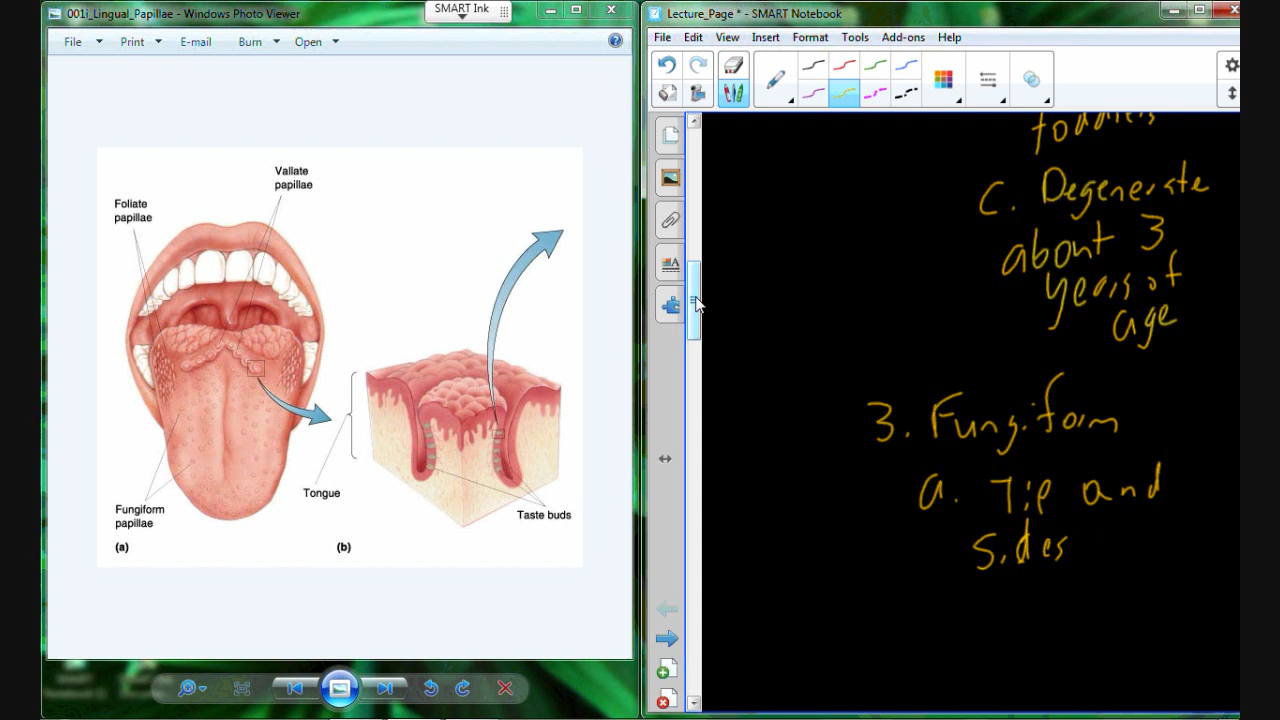 001i_Lingual_Papillae - Windows Photo Viewer
SMART Ink
File Print E-mail Burn Open
Vallate
papillae
Foliate
papillae
Tongue
Taste buds
Fungiform
papillae
(a)
(b)
Lecture_Page * - SMART Notebook
File Edit View Insert Format Tools Add-ons Help
toddlers
C. Degenerate
about 3
years of
age
3. Fungiform
a. Tip and
sides